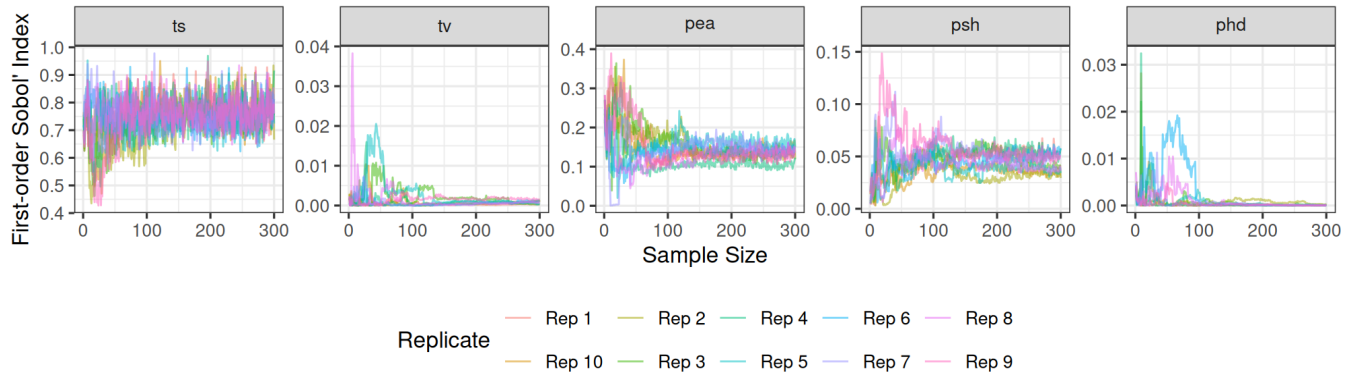 ts tv pea psh phd
First-order Sobol' Index
1.0 0.9 0.8 0.7 0.6 0.5 0.4
0.04 0.03 0.02 0.01 0.00
0.4 0.3 0.2 0.1 0.0
0.15 0.10 0.05 0.00
0.03 0.02 0.01 0.00
0 100 200 300 0 100 200 300 0 100 200 300 0 100 200 300 0 100 200 300
Sample Size
Replicate
Rep 1 Rep 2 Rep 4 Rep 6 Rep 8
Rep 10 Rep 3 Rep 5 Rep 7 Rep 9